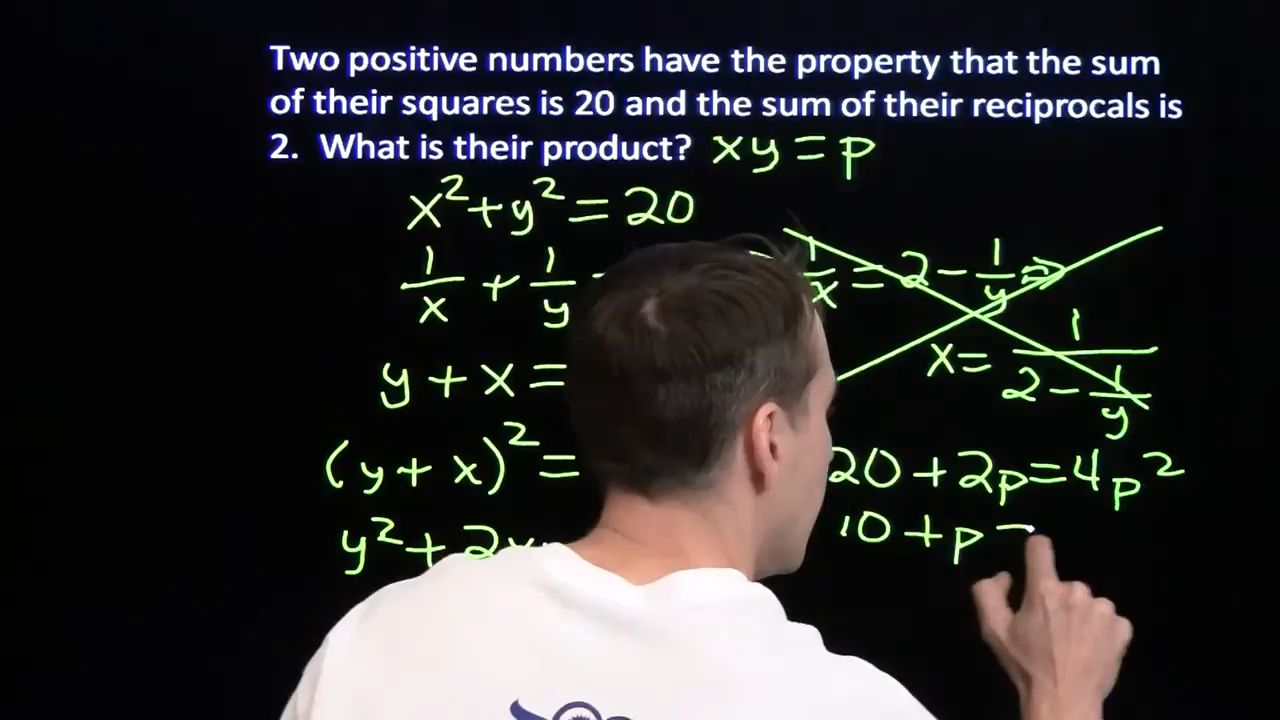 Two positive numbers have the property that the sum
of their squares is 20 and the sum of their reciprocals is
2. What is their product? xy = p
x² + y² = 20
1/x + 1/y
1/x = 2 - 1/y ⇒
x = 1/(2 - 1/y)
y + x =
(y + x)² =
20 + 2p = 4p²
y² + 2
10 + p